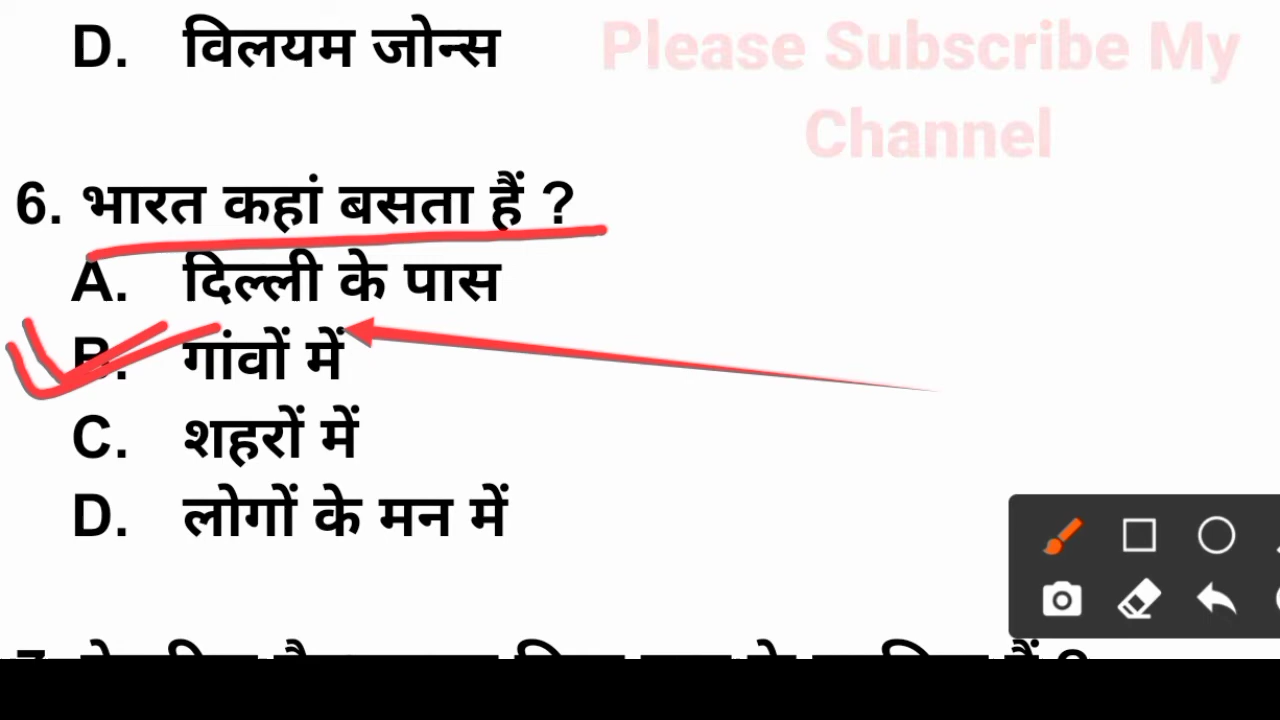 D. विलयम जोन्स
Please Subscribe My
Channel
6. भारत कहां बसता हैं ?
A. दिल्ली के पास
B. गांवों में
C. शहरों में
D. लोगों के मन में